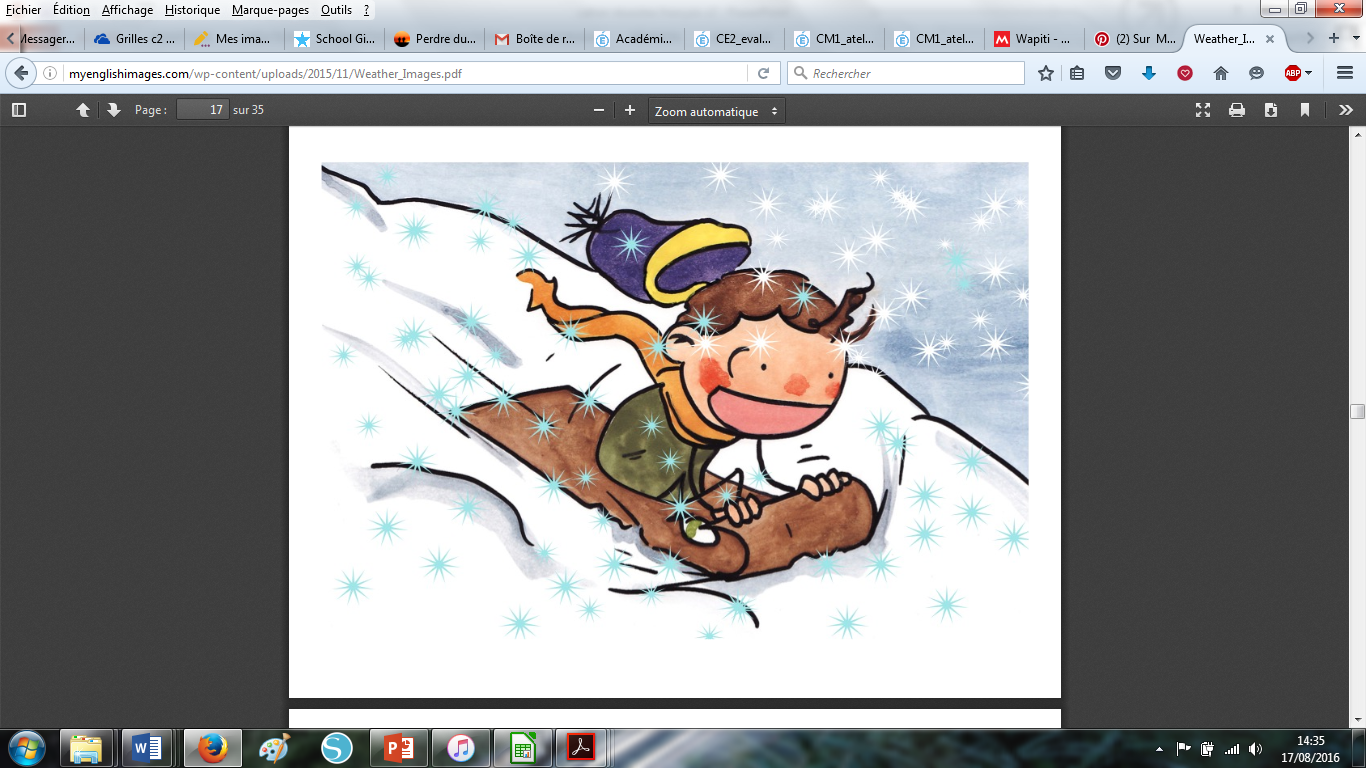 Fichier Édition Affichage Historique Marque-pages Outils ?
Messager... Grilles c2 ... Mes ima... School Gi... Perdre du... Boîte de r... Académi... CE2_eval... CM1_atel... CM1_atel... Wapiti - ... (2) Sur M... Weather_I...
myenglishimages.com/wp-content/uploads/2015/11/Weather_Images.pdf Rechercher ABP
Page : 17 sur 35 Zoom automatique
14:35
17/08/2016